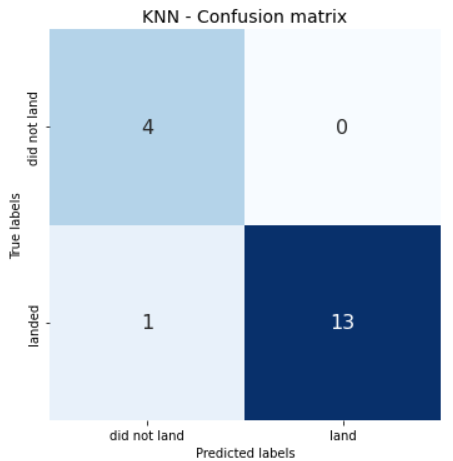 KNN - Confusion matrix
True labels
did not land
4
0
landed
1
13
did not land
land
Predicted labels